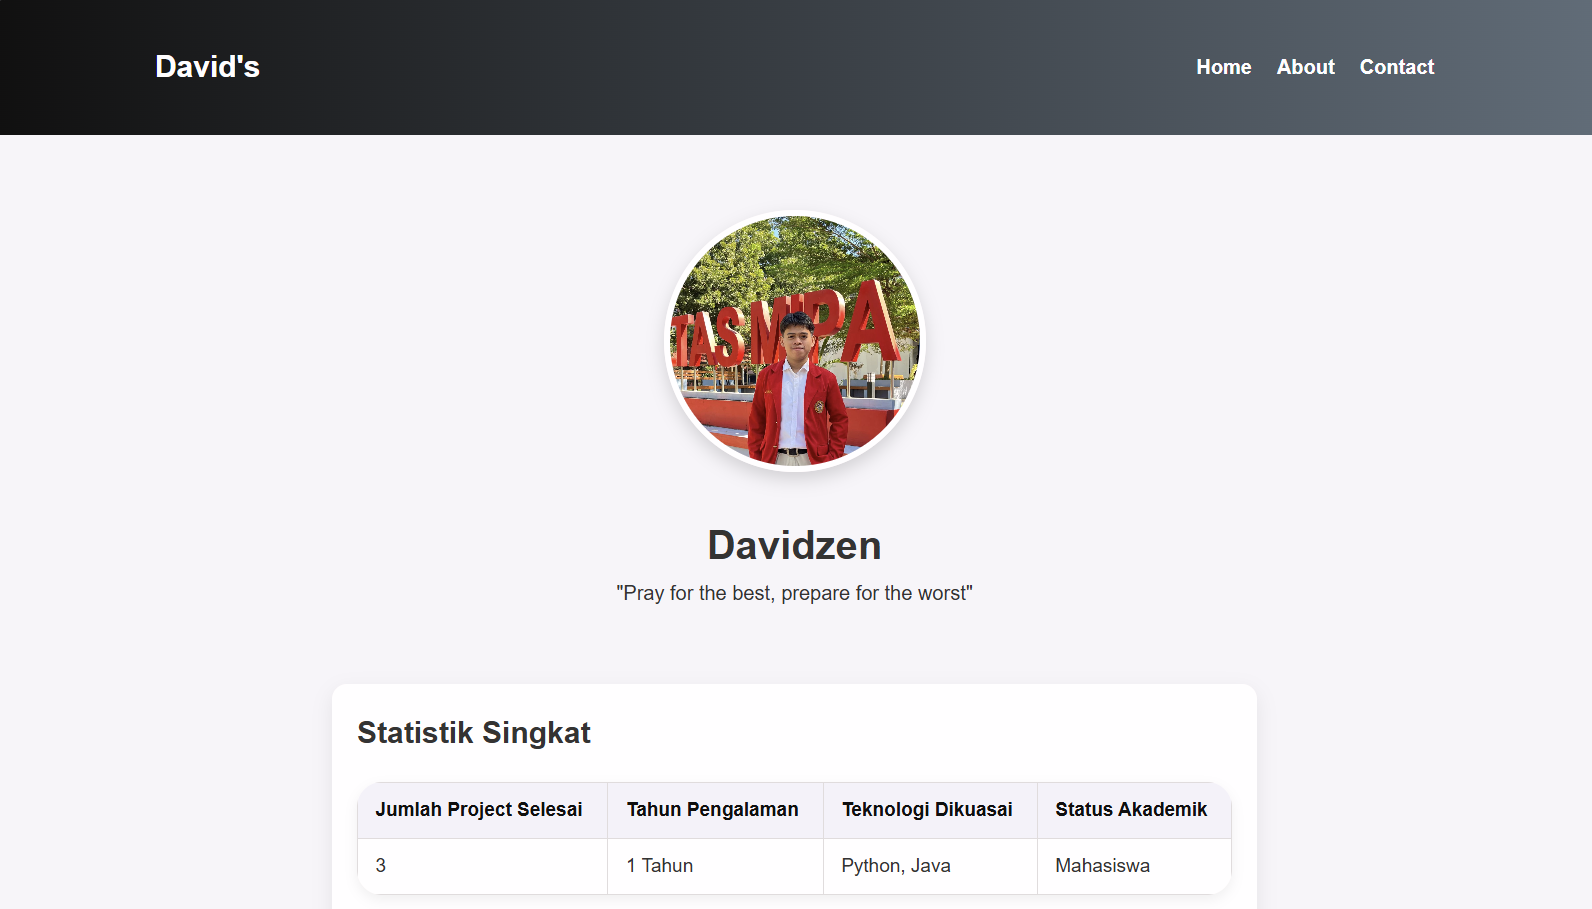 David's
Home About Contact
TAS MIPA
Davidzen
"Pray for the best, prepare for the worst"
Statistik Singkat
Jumlah Project Selesai Tahun Pengalaman Teknologi Dikuasai Status Akademik
3 1 Tahun Python, Java Mahasiswa